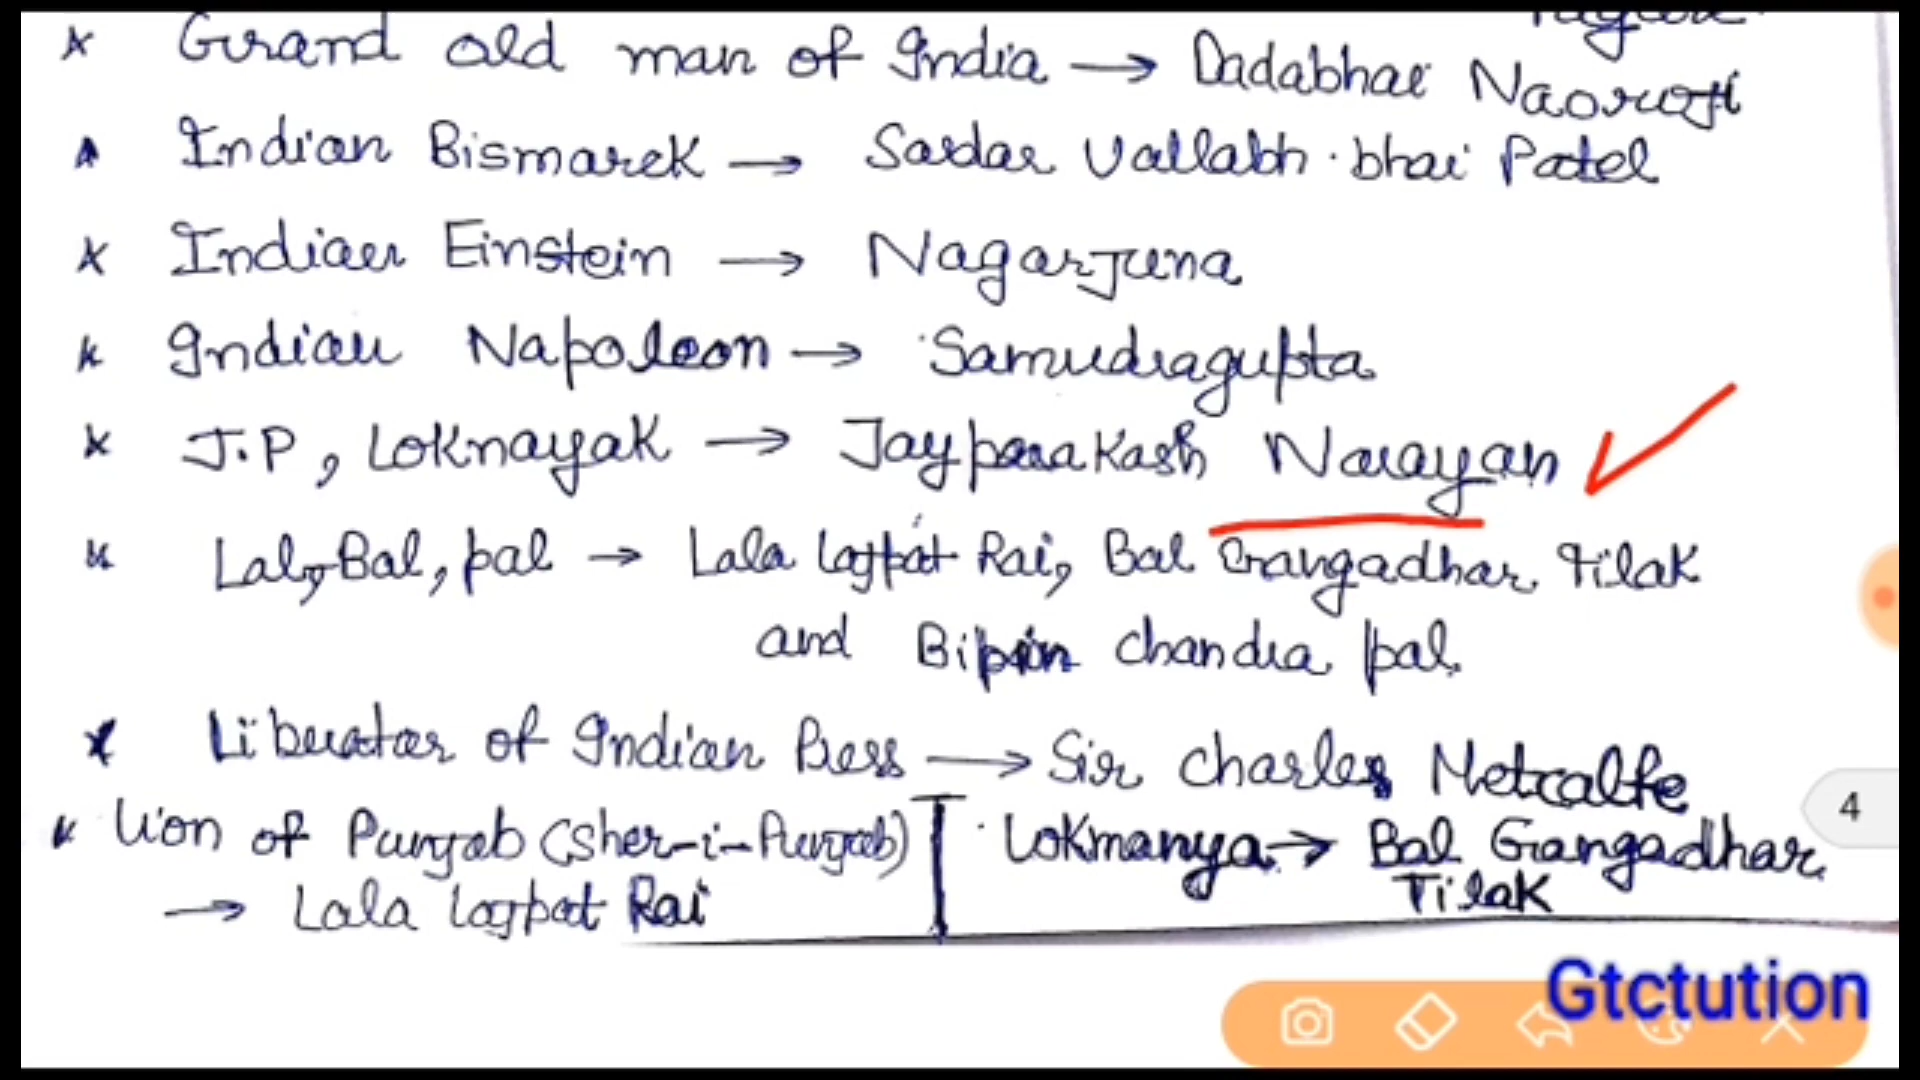 Grand old man of India → Dadabhai Naoroji
Indian Bismarck → Sardar Vallabh bhai Patel
Indian Einstein → Nagarjuna
Indian Napoleon → Samudragupta
J.P, Loknayak → Jayparakash Narayan
Lal, Bal, pal → Lala Lajpat Rai, Bal Gangadhar Tilak
and Bipin chandra pal.
Liberator of Indian Press → Sir Charles Metcalfe
Lion of Punjab (Sher-i-Punjab)
→ Lala Lajpat Rai
Lokmanya → Bal Gangadhar
Tilak
4
Gtctution